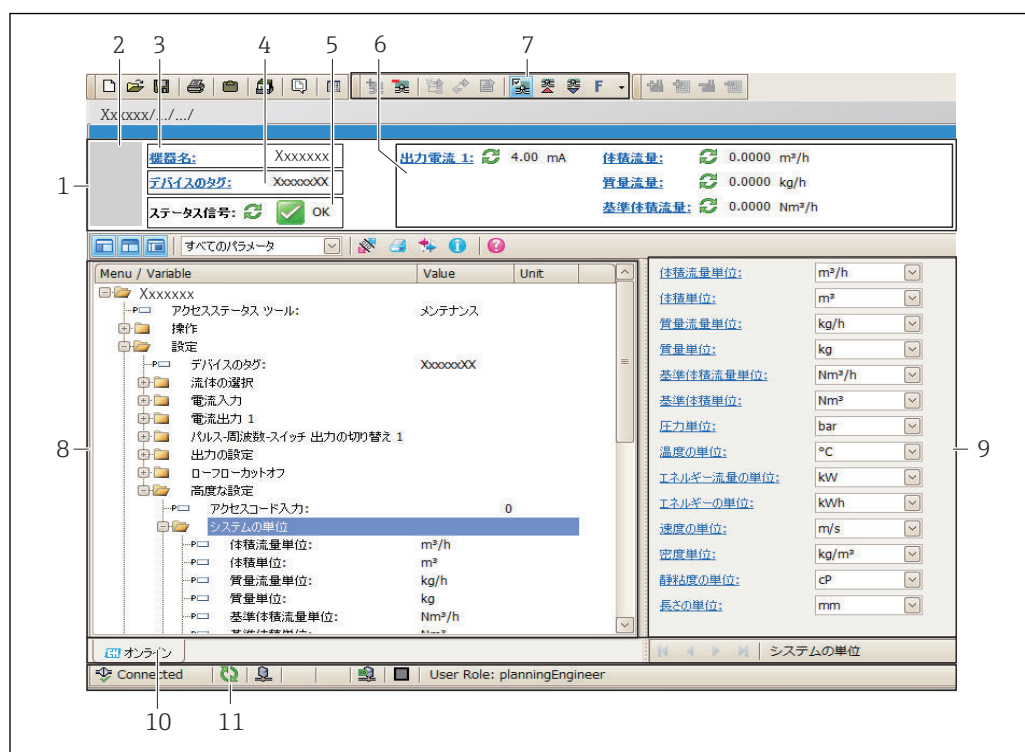 2 3 4 5 6 7
F
Xxxxxx/../../
1
機器名: Xxxxxxx
デバイスのタグ: XxxxxxXX
ステータス信号: OK
出力電流 1: 4.00 mA
体積流量: 0.0000 m³/h
質量流量: 0.0000 kg/h
基準体積流量: 0.0000 Nm³/h
すべてのパラメータ
8
Menu / Variable Value Unit
Xxxxxxx
アクセスステータス ツール: メンテナンス
操作
設定
デバイスのタグ: XxxxxxXX
流体の選択
電流入力
電流出力 1
パルス-周波数-スイッチ 出力の切り替え 1
出力の設定
ローフローカットオフ
高度な設定
アクセスコード入力: 0
システムの単位
体積流量単位: m³/h
体積単位: m³
質量流量単位: kg/h
質量単位: kg
基準体積流量単位: Nm³/h
体積流量単位: m³/h
体積単位: m³
質量流量単位: kg/h
質量単位: kg
基準体積流量単位: Nm³/h
基準体積単位: Nm³
圧力単位: bar
温度の単位: °C
エネルギー流量の単位: kW
エネルギーの単位: kWh
速度の単位: m/s
密度単位: kg/m³
静粘度の単位: cP
長さの単位: mm
9
オンライン
システムの単位
Connected
User Role: planningEngineer
10 11